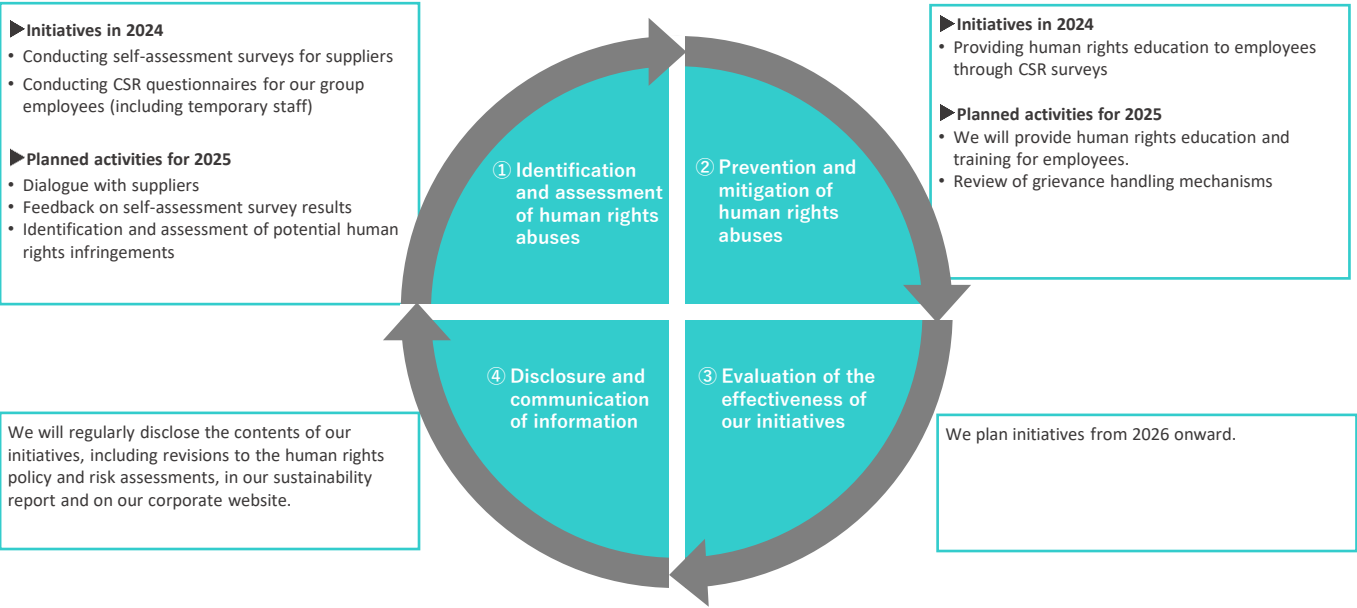 ▶Initiatives in 2024
• Conducting self-assessment surveys for suppliers
• Conducting CSR questionnaires for our group
employees (including temporary staff)
▶Planned activities for 2025
• Dialogue with suppliers
• Feedback on self-assessment survey results
• Identification and assessment of potential human
rights infringements
① Identification
and assessment
of human rights
abuses
② Prevention and
mitigation of
human rights
abuses
▶Initiatives in 2024
• Providing human rights education to employees
through CSR surveys
▶Planned activities for 2025
• We will provide human rights education and
training for employees.
• Review of grievance handling mechanisms
③ Evaluation of the
effectiveness of
our initiatives
We plan initiatives from 2026 onward.
④ Disclosure and
communication
of information
We will regularly disclose the contents of our
initiatives, including revisions to the human rights
policy and risk assessments, in our sustainability
report and on our corporate website.